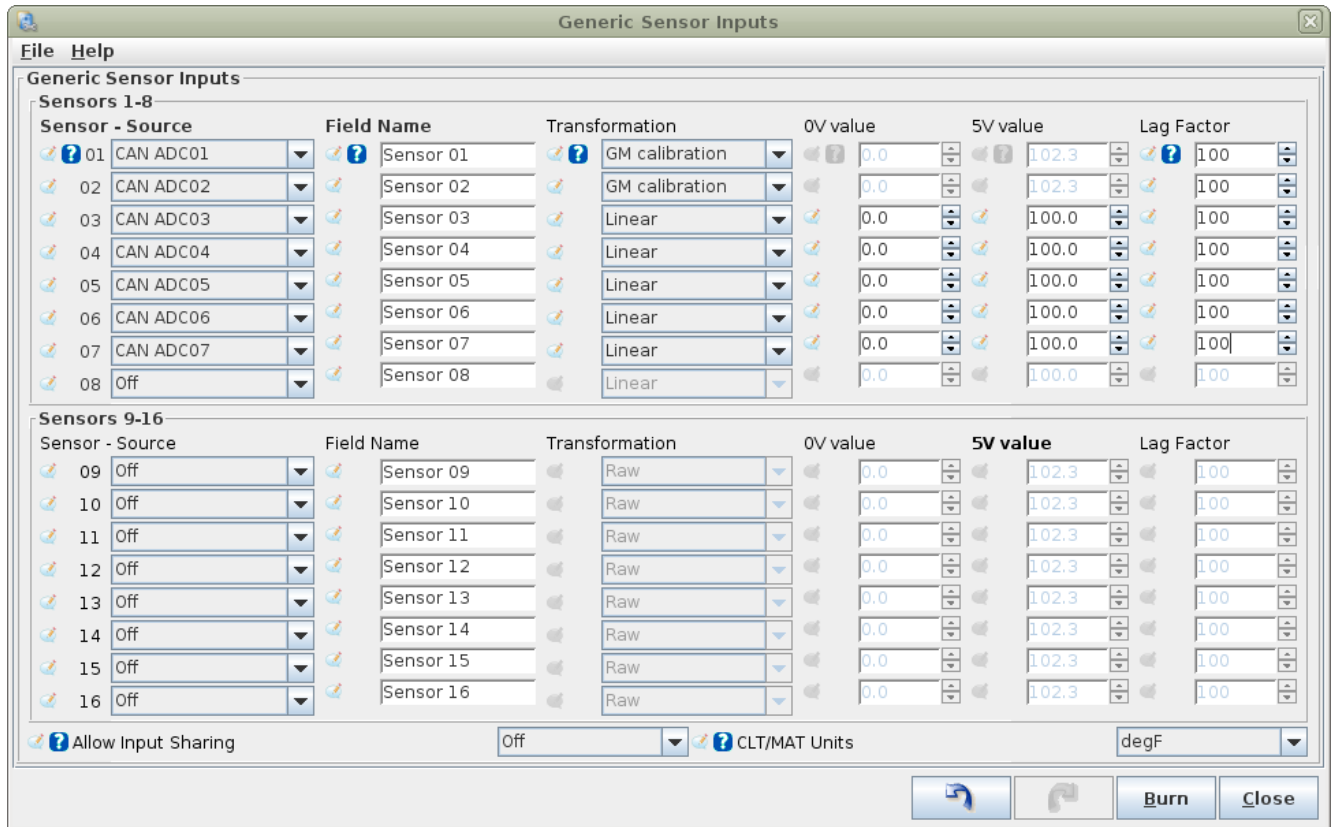 Generic Sensor Inputs
File Help
Generic Sensor Inputs
Sensors 1-8
Sensor - Source Field Name Transformation 0V value 5V value Lag Factor
? 01 CAN ADC01 ? Sensor 01 ? GM calibration ? 0.0 ? 102.3 ? 100
02 CAN ADC02 Sensor 02 GM calibration 0.0 102.3 100
03 CAN ADC03 Sensor 03 Linear 0.0 100.0 100
04 CAN ADC04 Sensor 04 Linear 0.0 100.0 100
05 CAN ADC05 Sensor 05 Linear 0.0 100.0 100
06 CAN ADC06 Sensor 06 Linear 0.0 100.0 100
07 CAN ADC07 Sensor 07 Linear 0.0 100.0 100
08 Off Sensor 08 Linear 0.0 100.0 100
Sensors 9-16
Sensor - Source Field Name Transformation 0V value 5V value Lag Factor
09 Off Sensor 09 Raw 0.0 102.3 100
10 Off Sensor 10 Raw 0.0 102.3 100
11 Off Sensor 11 Raw 0.0 102.3 100
12 Off Sensor 12 Raw 0.0 102.3 100
13 Off Sensor 13 Raw 0.0 102.3 100
14 Off Sensor 14 Raw 0.0 102.3 100
15 Off Sensor 15 Raw 0.0 102.3 100
16 Off Sensor 16 Raw 0.0 102.3 100
? Allow Input Sharing Off ? CLT/MAT Units degF
Burn Close